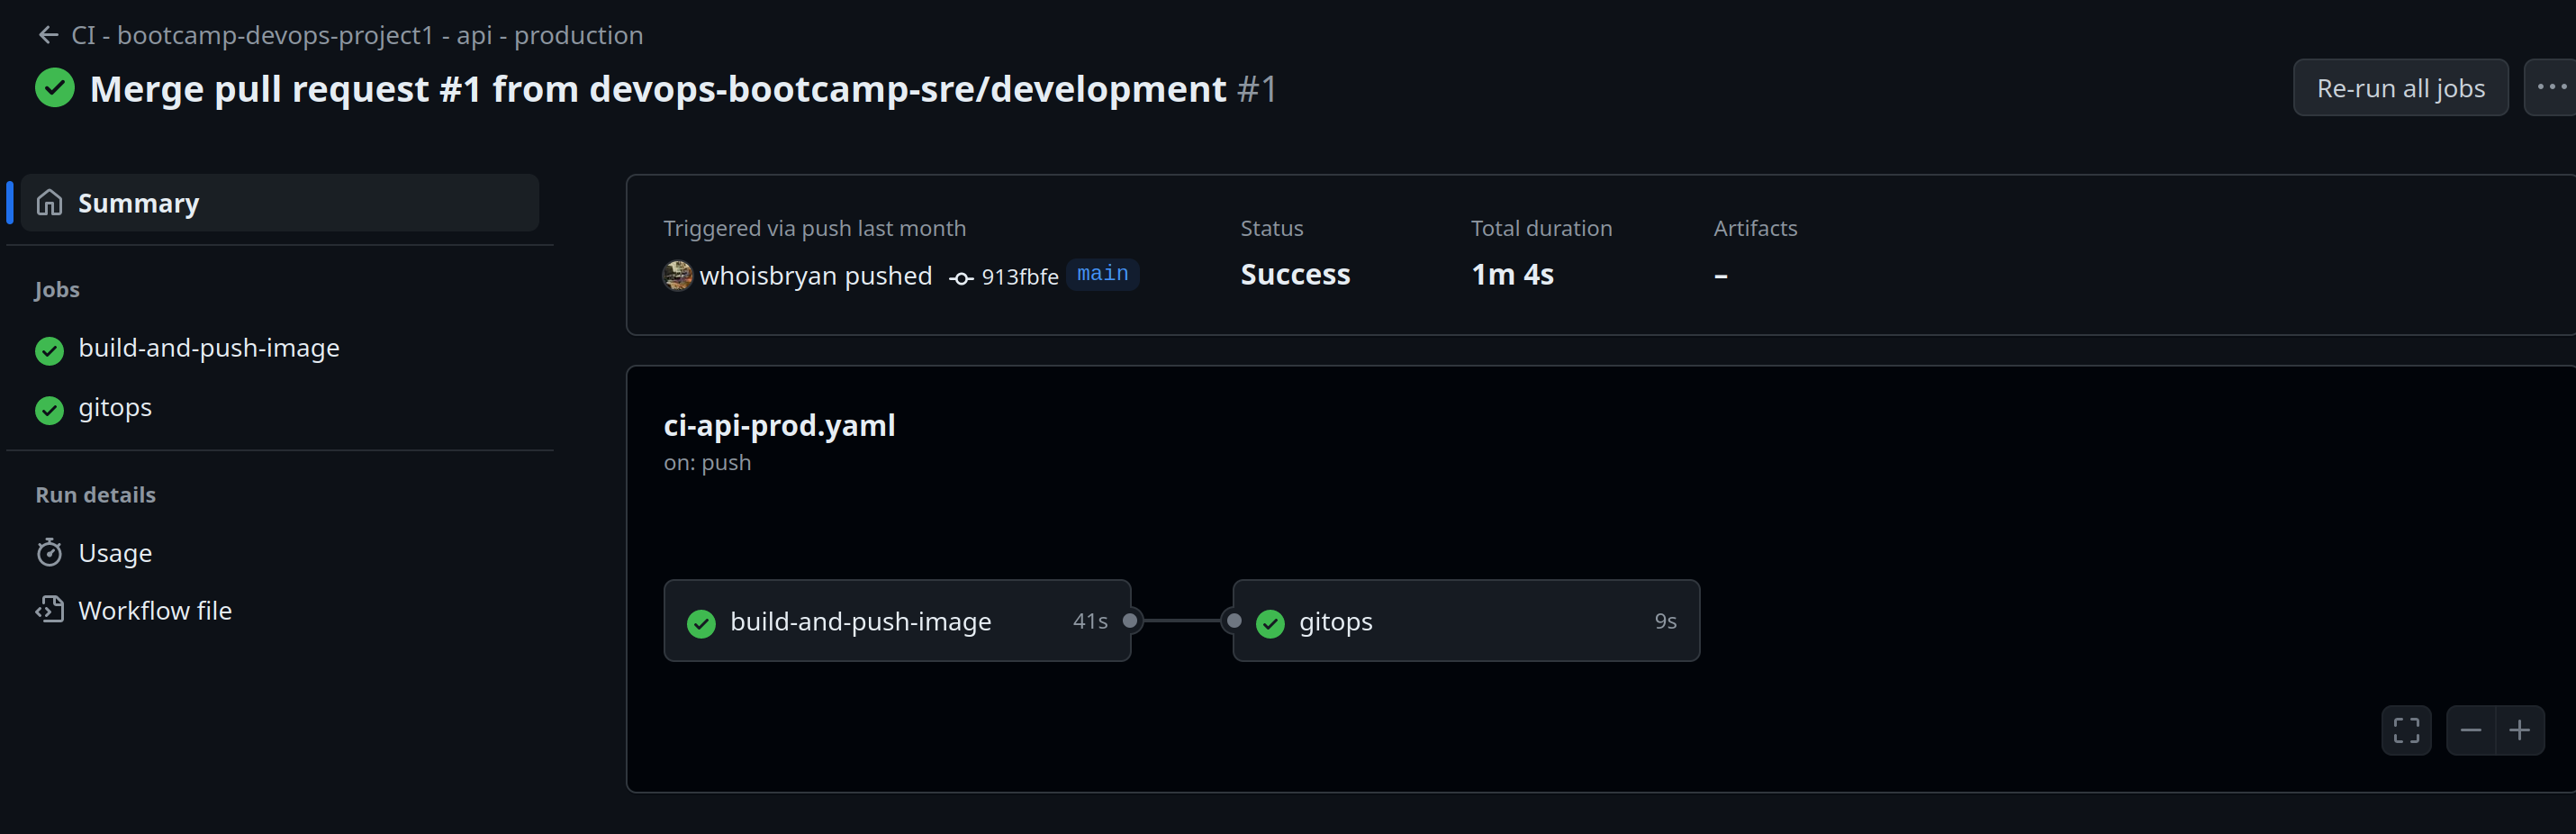 CI - bootcamp-devops-project1 - api - production
Merge pull request #1 from devops-bootcamp-sre/development #1
Re-run all jobs
Summary
Jobs
build-and-push-image
gitops
Run details
Usage
Workflow file
Triggered via push last month
whoisbryan pushed 913fbfe main
Status
Success
Total duration
1m 4s
Artifacts
–
ci-api-prod.yaml
on: push
build-and-push-image 41s
gitops 9s